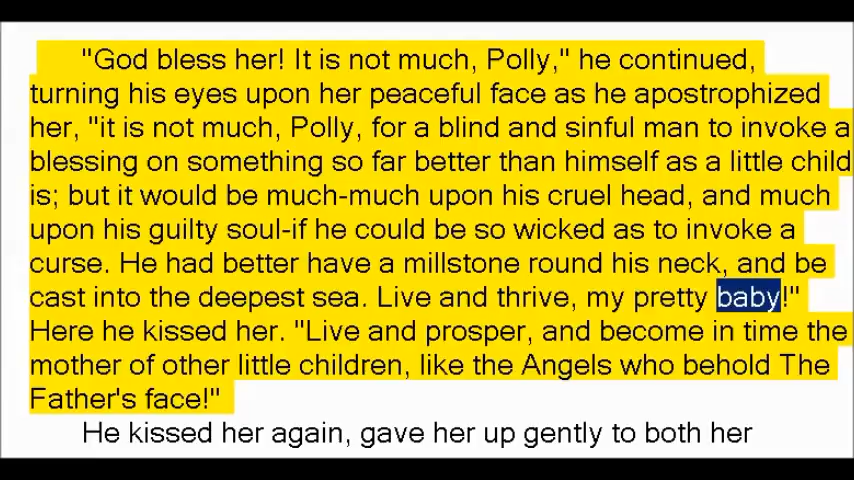 "God bless her! It is not much, Polly," he continued,
turning his eyes upon her peaceful face as he apostrophized
her, "it is not much, Polly, for a blind and sinful man to invoke a
blessing on something so far better than himself as a little child
is; but it would be much-much upon his cruel head, and much
upon his guilty soul-if he could be so wicked as to invoke a
curse. He had better have a millstone round his neck, and be
cast into the deepest sea. Live and thrive, my pretty baby!"
Here he kissed her. "Live and prosper, and become in time the
mother of other little children, like the Angels who behold The
Father's face!"
He kissed her again, gave her up gently to both her